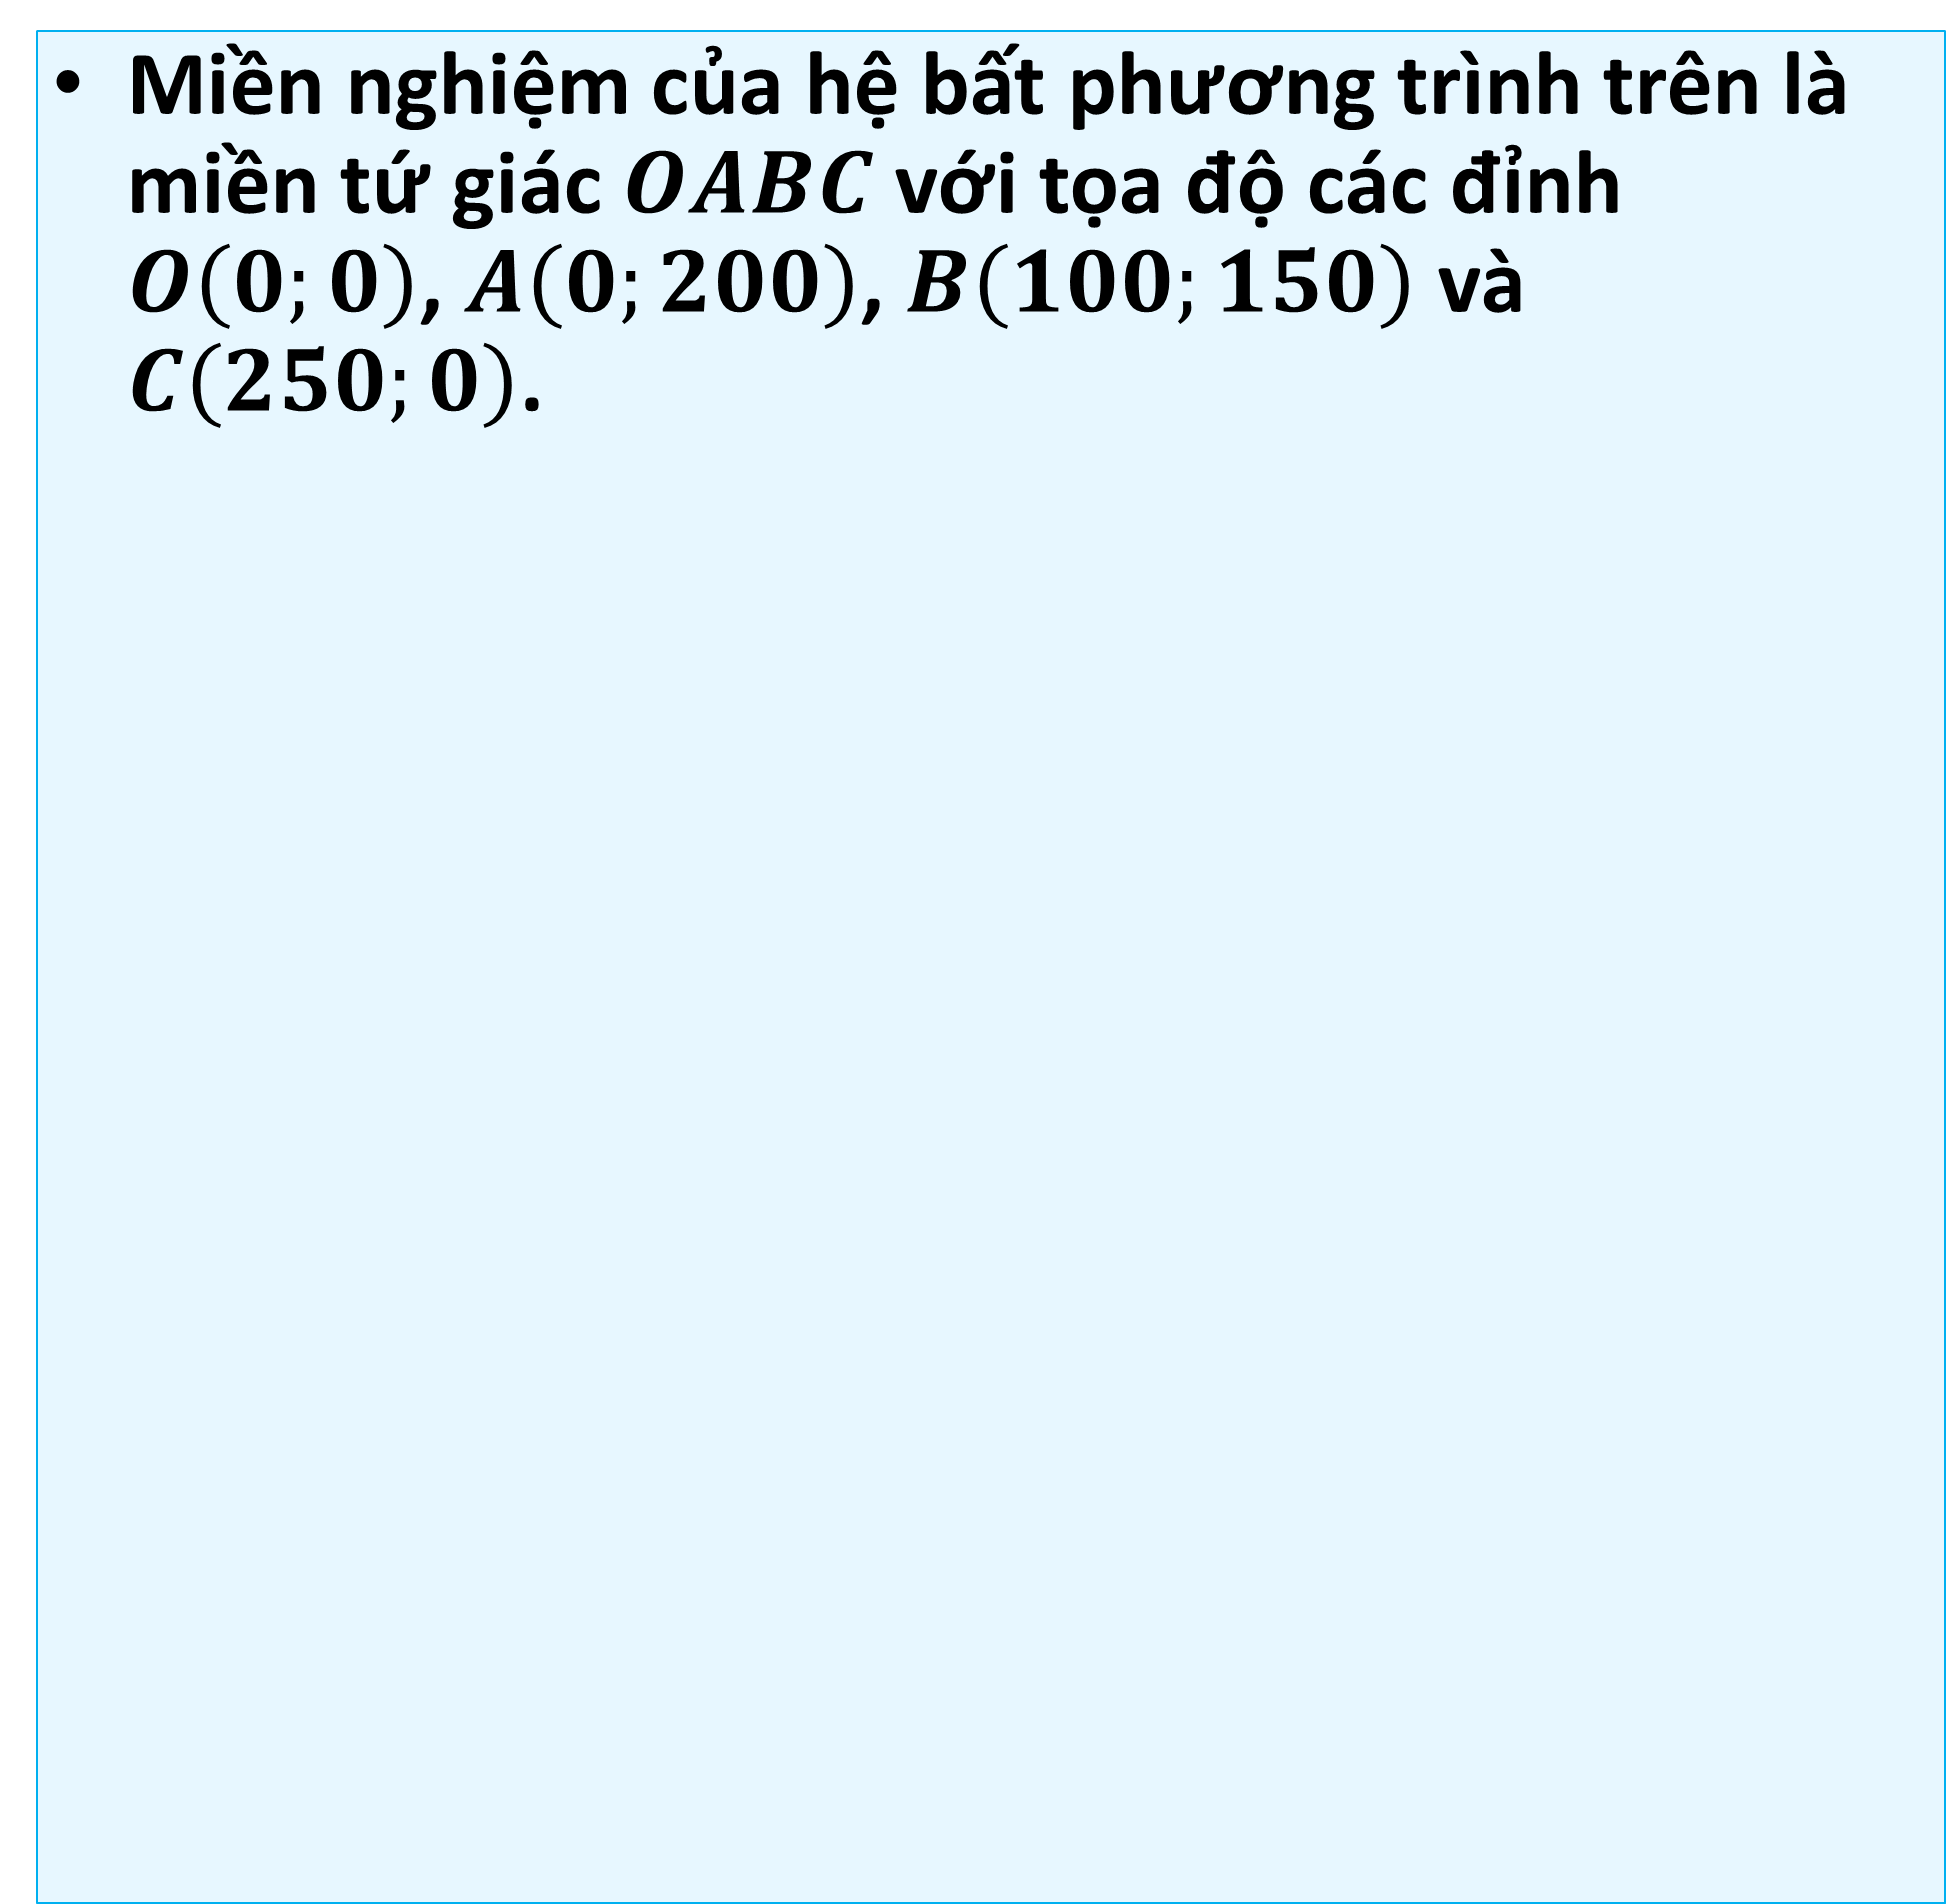 • Miền nghiệm của hệ bất phương trình trên là
miền tứ giác OABC với tọa độ các đỉnh
O(0; 0), A(0; 200), B(100; 150) và
C(250; 0).